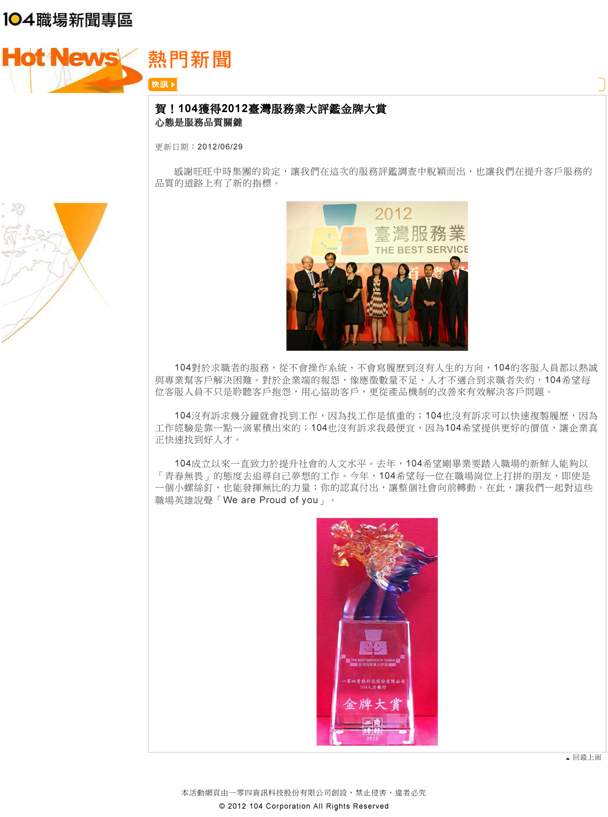 104職場新聞專區
Hot News
熱門新聞
快訊
賀！104獲得2012臺灣服務業大評鑑金牌大賞
心態是服務品質關鍵
更新日期：2012/06/29
感謝旺旺中時集團的肯定，讓我們在這次的服務評鑑調查中脫穎而出，也讓我們在提升客戶服務的
品質的道路上有了新的指標。
2012
臺灣服務業
THE BEST SERVICE
104對於求職者的服務，從不會操作系統、不會寫履歷到沒有人生的方向，104的客服人員都以熱誠
與專業幫客戶解決困難。對於企業端的報怨，像應徵數量不足、人才不適合到求職者失約，104希望每
位客服人員不只是聆聽客戶抱怨，用心協助客戶，更從產品機制的改善來有效解決客戶問題。
104沒有訴求幾分鐘就會找到工作，因為找工作是慎重的；104也沒有訴求可以快速複製履歷，因為
工作經驗是靠一點一滴累積出來的；104也沒有訴求我最便宜，因為104希望提供更好的價值，讓企業真
正快速找到好人才。
104成立以來一直致力於提升社會的人文水平。去年，104希望剛畢業要踏入職場的新鮮人能夠以
「青春無畏」的態度去追尋自己夢想的工作。今年，104希望每一位在職場崗位上打拼的朋友，即使是
一個小螺絲釘，也能發揮無比的力量；你的認真付出，讓整個社會向前轉動。在此，讓我們一起對這些
職場英雄說聲「We are Proud of you」。
THE BEST SERVICE IN TAIWAN
臺灣服務業大評鑑
一零四資訊科技股份有限公司
104人力銀行
金牌大賞
2012
回最上面
本活動網頁由一零四資訊科技股份有限公司創設，禁止侵害，違者必究
© 2012 104 Corporation All Rights Reserved